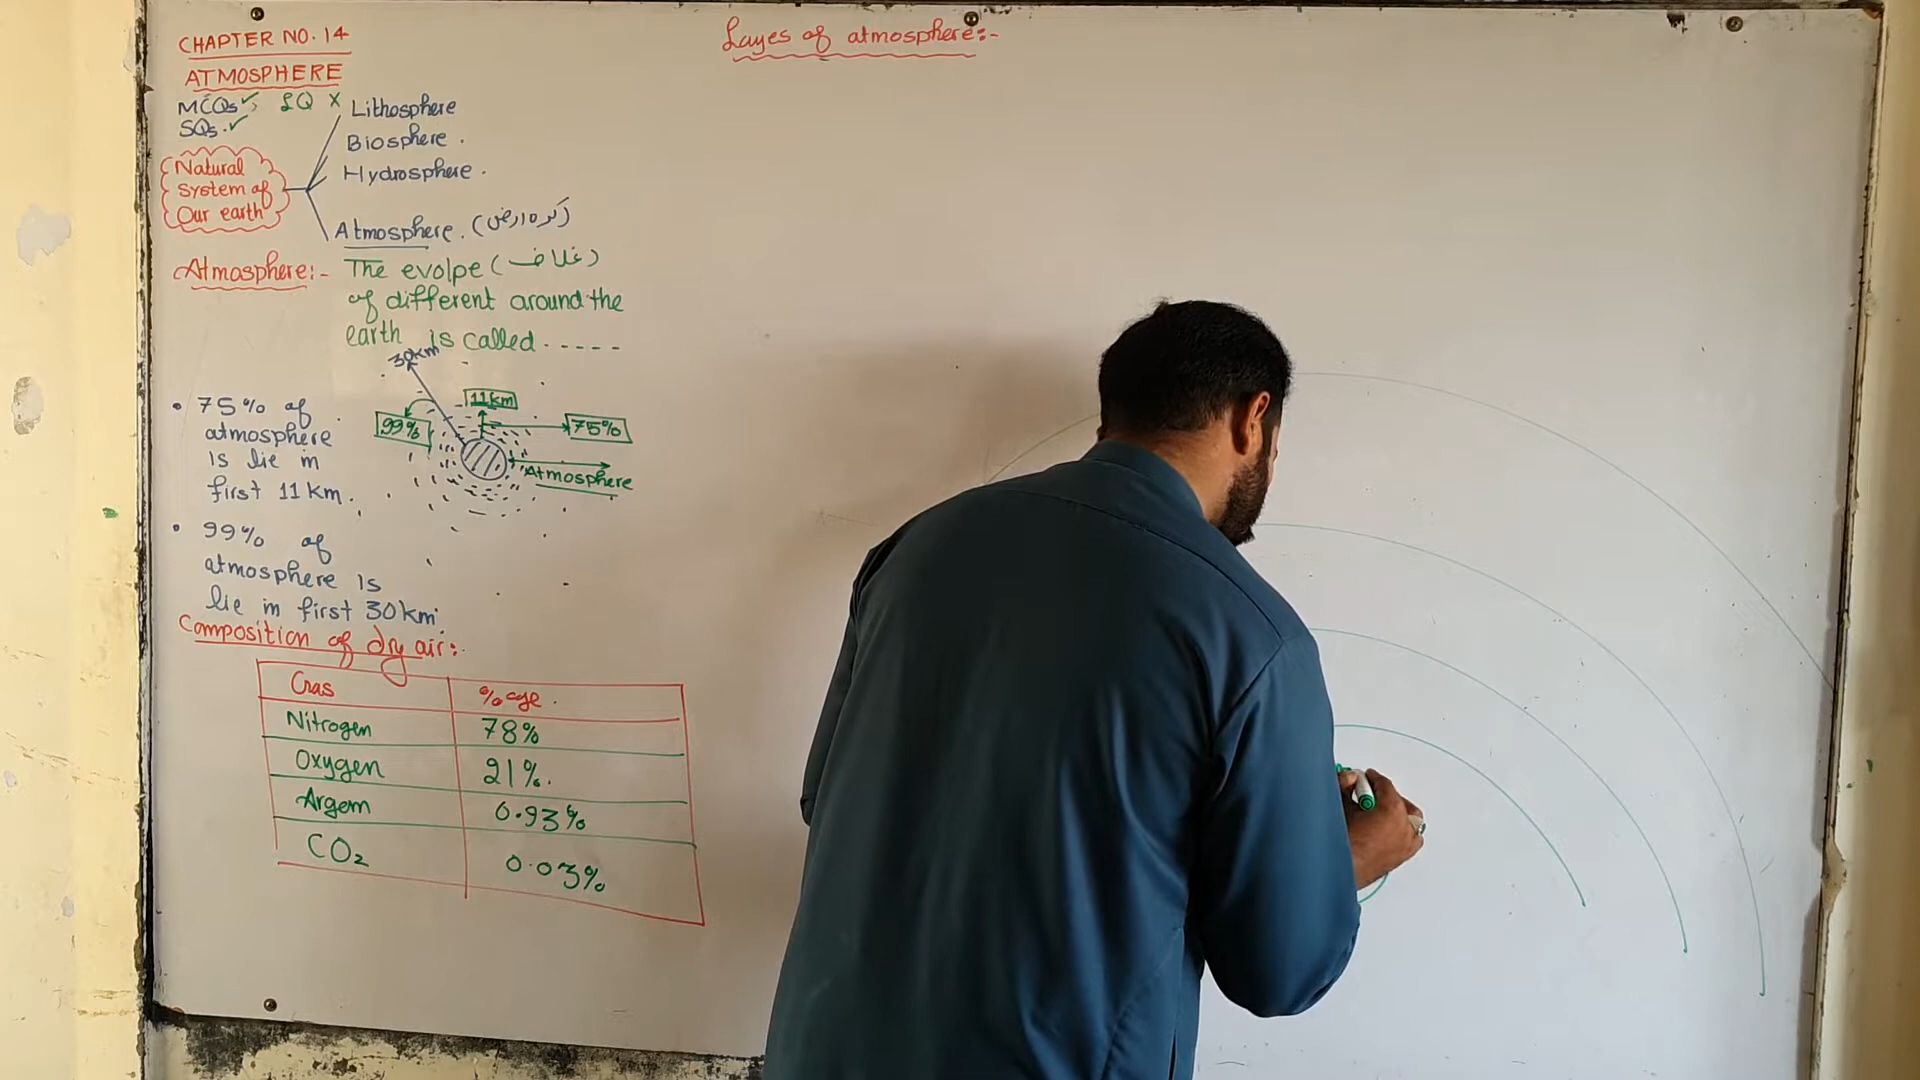 CHAPTER NO. 14
ATMOSPHERE
MCQs ✓, LQ ×
SQs. ✓
Natural
System of
Our earth
Lithosphere
Biosphere .
Hydrosphere .
Atmosphere. (کرہ ارض)
Atmosphere:- The evolpe (غلاف)
of different around the
earth is called -----
• 75% of
atmosphere
is lie in
first 11 km.
30km
11km
99%
75%
Atmosphere
• 99% of
atmosphere is
lie in first 30km.
Composition of dry air:-
Gas %age .
Nitrogen 78%
Oxygen 21%.
Argem 0.93%
CO₂ 0.03%
Layes of atmosphere:-